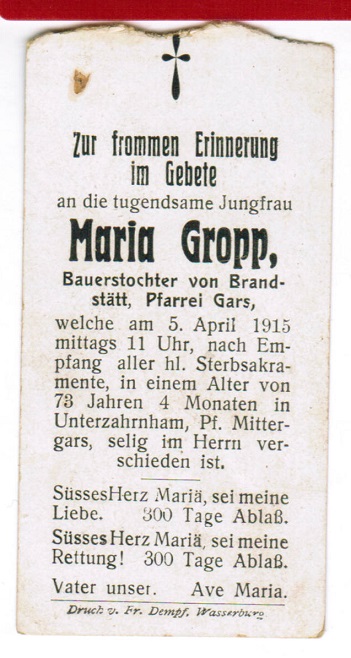 Zur frommen Erinnerung
im Gebete
an die tugendsame Jungfrau
Maria Gropp,
Bauerstochter von Brand-
stätt, Pfarrei Gars,
welche am 5. April 1915
mittags 11 Uhr, nach Em-
pfang aller hl. Sterbsakra-
mente, in einem Alter von
73 Jahren 4 Monaten in
Unterzahrnham, Pf. Mitter-
gars, selig im Herrn ver-
schieden ist.
Süsses Herz Mariä, sei meine
Liebe. 300 Tage Ablaß.
Süsses Herz Mariä, sei meine
Rettung! 300 Tage Ablaß.
Vater unser. Ave Maria.
Druck v. Fr. Dempf, Wasserburg